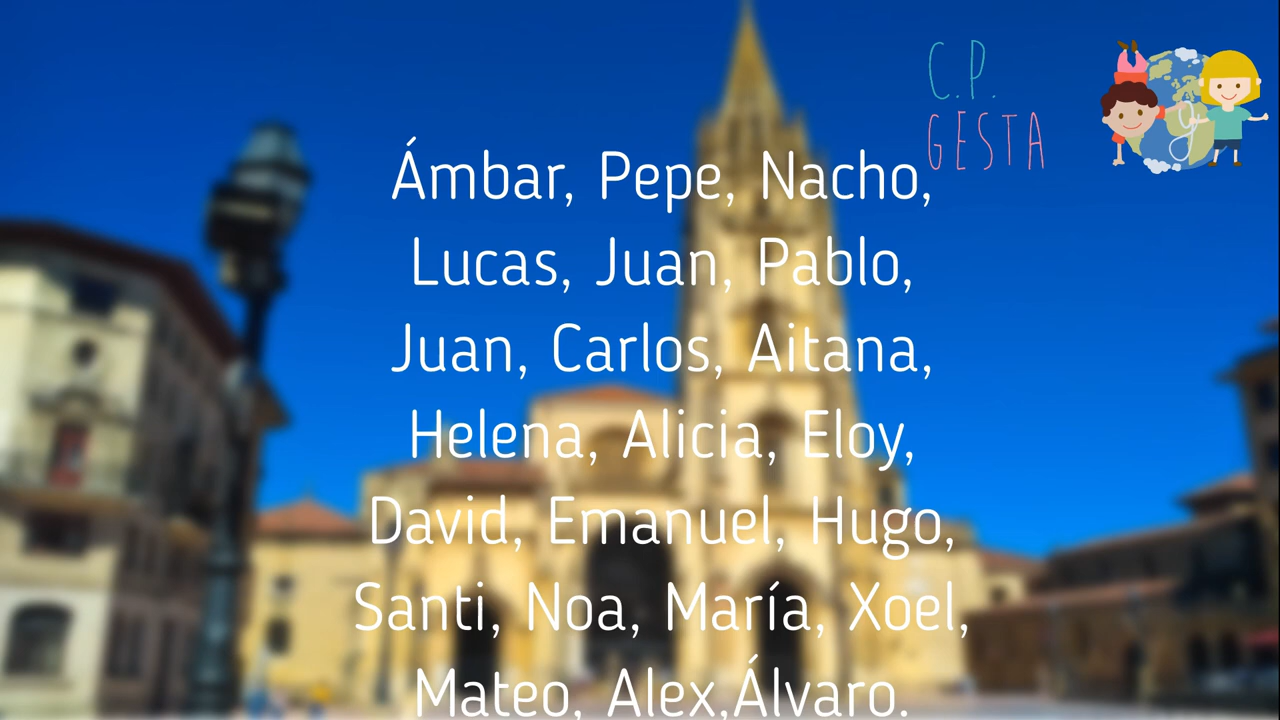 C.P.
GESTA
g
Ámbar, Pepe, Nacho,
Lucas, Juan, Pablo,
Juan, Carlos, Aitana,
Helena, Alicia, Eloy,
David, Emanuel, Hugo,
Santi, Noa, María, Xoel,
Mateo, Alex,Álvaro.